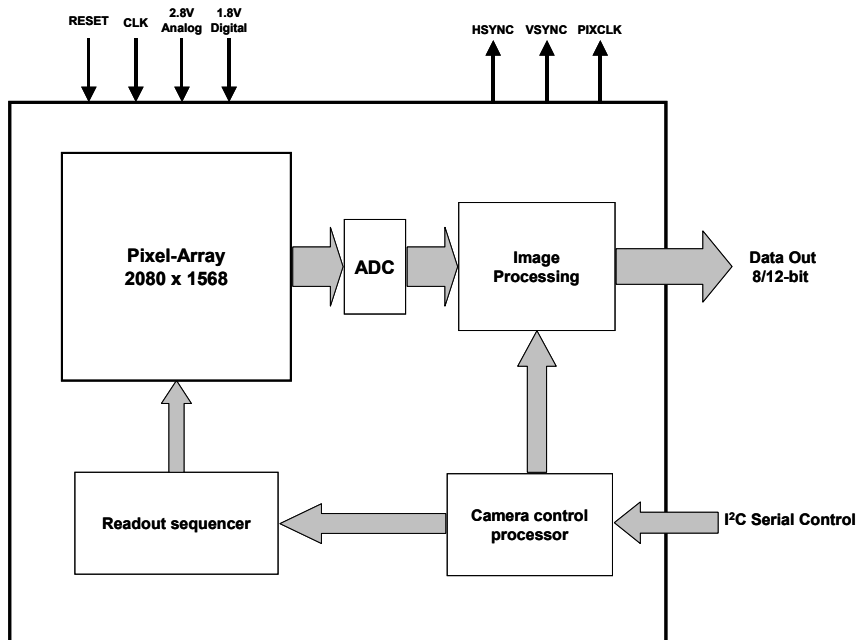 RESET
CLK
2.8V
Analog
1.8V
Digital
HSYNC
VSYNC
PIXCLK
Pixel-Array
2080 x 1568
ADC
Image
Processing
Data Out
8/12-bit
Readout sequencer
Camera control
processor
I²C Serial Control